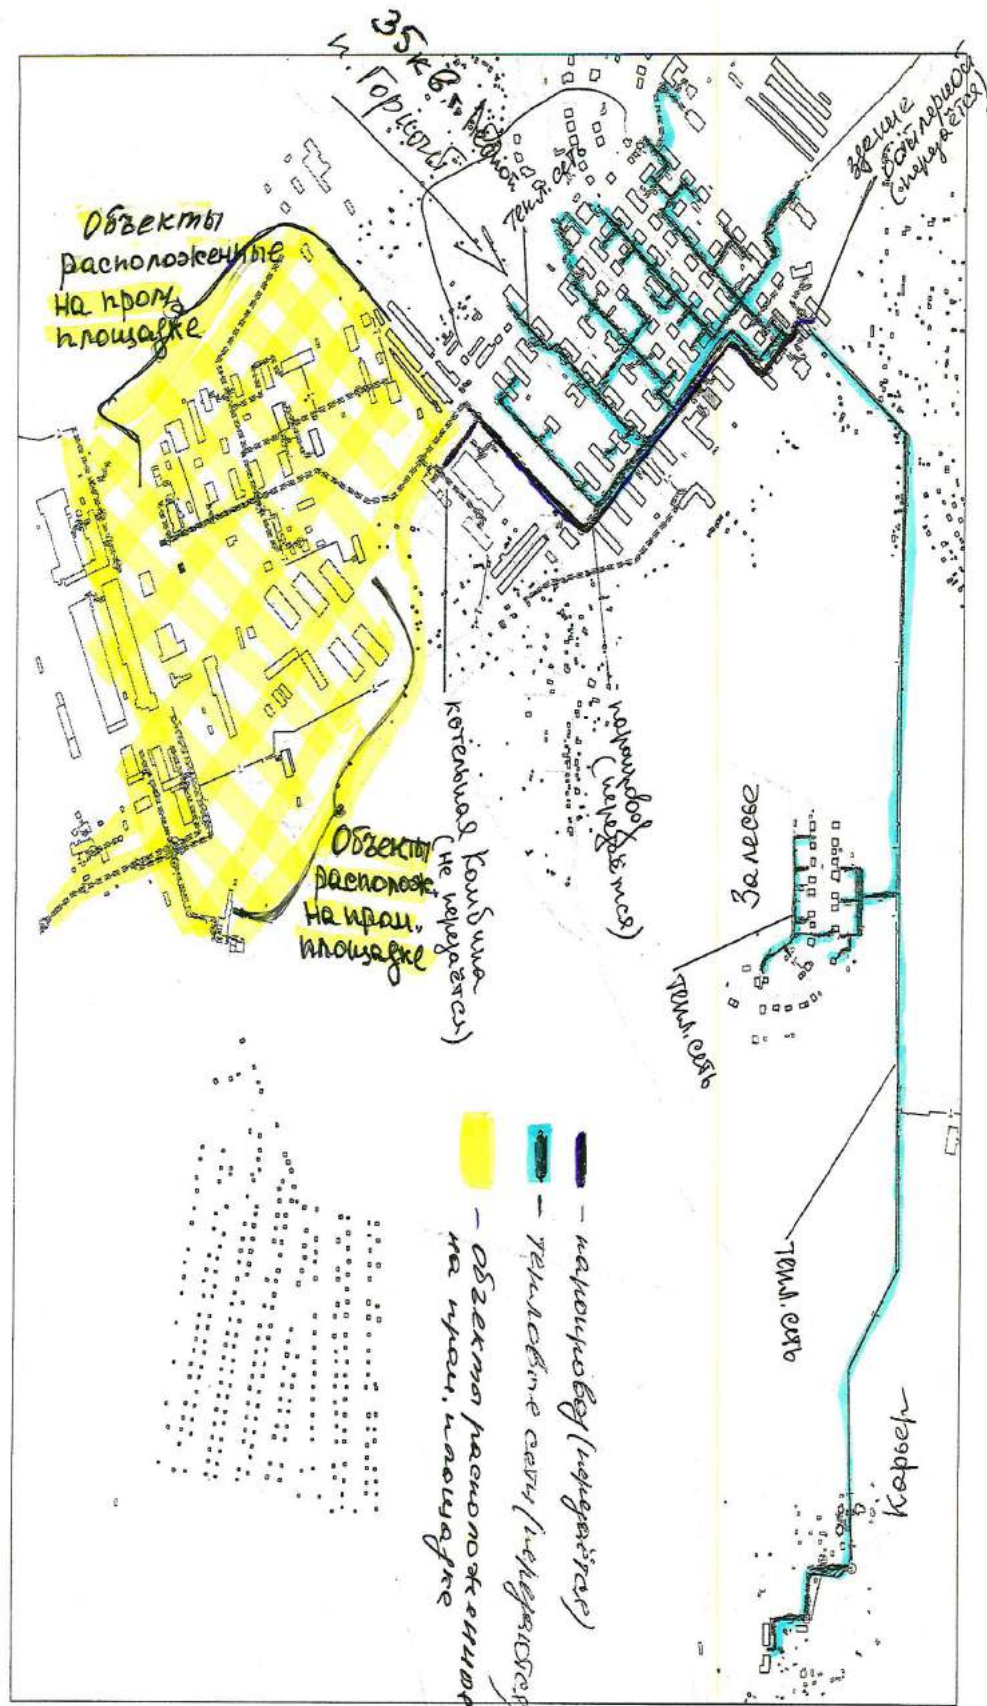 35 кв.
п. Горный
тепл. сеть
здание
бойлерной
(передаётся)
Объекты
расположенные
на пром.
площадке
котельная Комбината
(не передаётся)
паропровод
(передаётся)
Объекты
располож.
на пром.
площадке
Залесье
тепл. сеть
тепл. сеть
Карьер
– паропровод (передаётся)
– тепловые сети (передаются)
– объекты расположенные
на пром. площадке